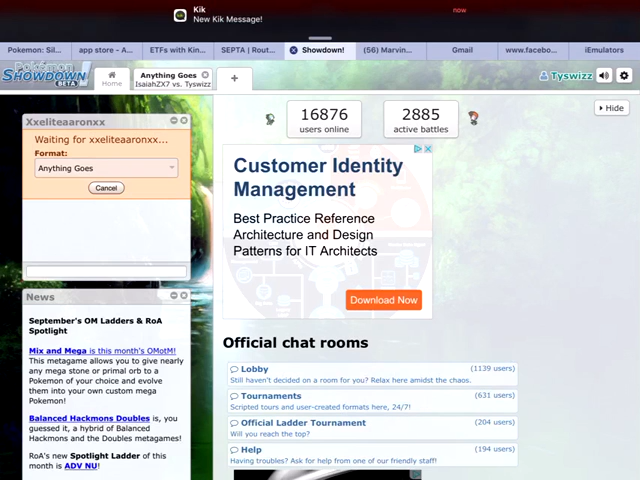 Kik
now
New Kik Message!
Pokemon: Sil...
app store – A...
ETFs with Kin...
SEPTA | Rout...
Showdown!
(56) Marvin...
Gmail
www.facebo...
iEmulators
Pokémon
Showdown!
BETA
Home
Anything Goes
IsaiahZX7 vs. Tyswizz
+
Tyswizz
16876
users online
2885
active battles
Hide
Xxeliteaaronxx
Waiting for xxeliteaaronxx...
Format:
Anything Goes
Cancel
Customer Identity
Management
Best Practice Reference
Architecture and Design
Patterns for IT Architects
Download Now
News
September's OM Ladders & RoA
Spotlight
Mix and Mega is this month's OMotM!
This metagame allows you to give nearly
any mega stone or primal orb to a
Pokemon of your choice and evolve
them into your own custom mega
Pokemon!
Balanced Hackmons Doubles is, you
guessed it, a hybrid of Balanced
Hackmons and the Doubles metagames!
RoA's new Spotlight Ladder of this
month is ADV NU!
Official chat rooms
Lobby
(1139 users)
Still haven't decided on a room for you? Relax here amidst the chaos.
Tournaments
(631 users)
Scripted tours and user-created formats here, 24/7!
Official Ladder Tournament
(204 users)
Will you reach the top?
Help
(194 users)
Having troubles? Ask for help from one of our friendly staff!